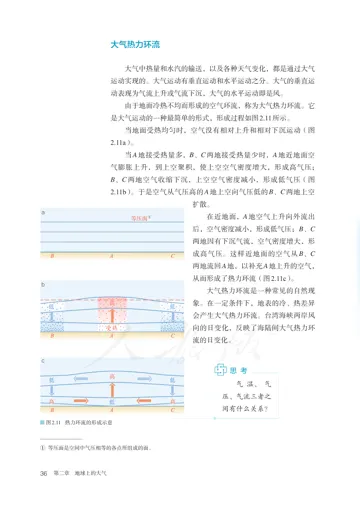 大气热力环流
大气中热量和水汽的输送，以及各种天气变化，都是通过大气
运动实现的。大气运动有垂直运动和水平运动之分。大气的垂直运
动表现为气流上升或气流下沉，大气的水平运动即是风。
由于地面冷热不均而形成的空气环流，称为大气热力环流。它
是大气运动的一种最简单的形式，形成过程如图2.11所示。
当地面受热均匀时，空气没有相对上升和相对下沉运动（图
2.11a）。
当A地接受热量多，B、C两地接受热量少时，A地近地面空
气膨胀上升，到上空聚积，使上空空气密度增大，形成高气压；
B、C两地空气收缩下沉，上空空气密度减小，形成低气压（图
2.11b）。于是空气从气压高的A地上空向气压低的B、C两地上空
扩散。
在近地面，A地空气上升向外流出
后，空气密度减小，形成低气压；B、C
两地因有下沉气流，空气密度增大，形
成高气压。这样近地面的空气从B、C
两地流回A地，以补充A地上升的空气，
从而形成了热力环流（图2.11c）。
大气热力环流是一种常见的自然现
象。在一定条件下，地表的冷、热差异
会产生大气热力环流。台湾海峡两岸风
向的日变化，反映了海陆间大气热力环
流的日变化。
a
等压面①
B A C
b
低 高 低
受热
B A C
c
低 高 低
高 低 高
B A C
图2.11 热力环流的形成示意
思考
气温、气
压、气流三者之
间有什么关系？
① 等压面是空间中气压相等的各点所组成的面。
36 第二章 地球上的大气